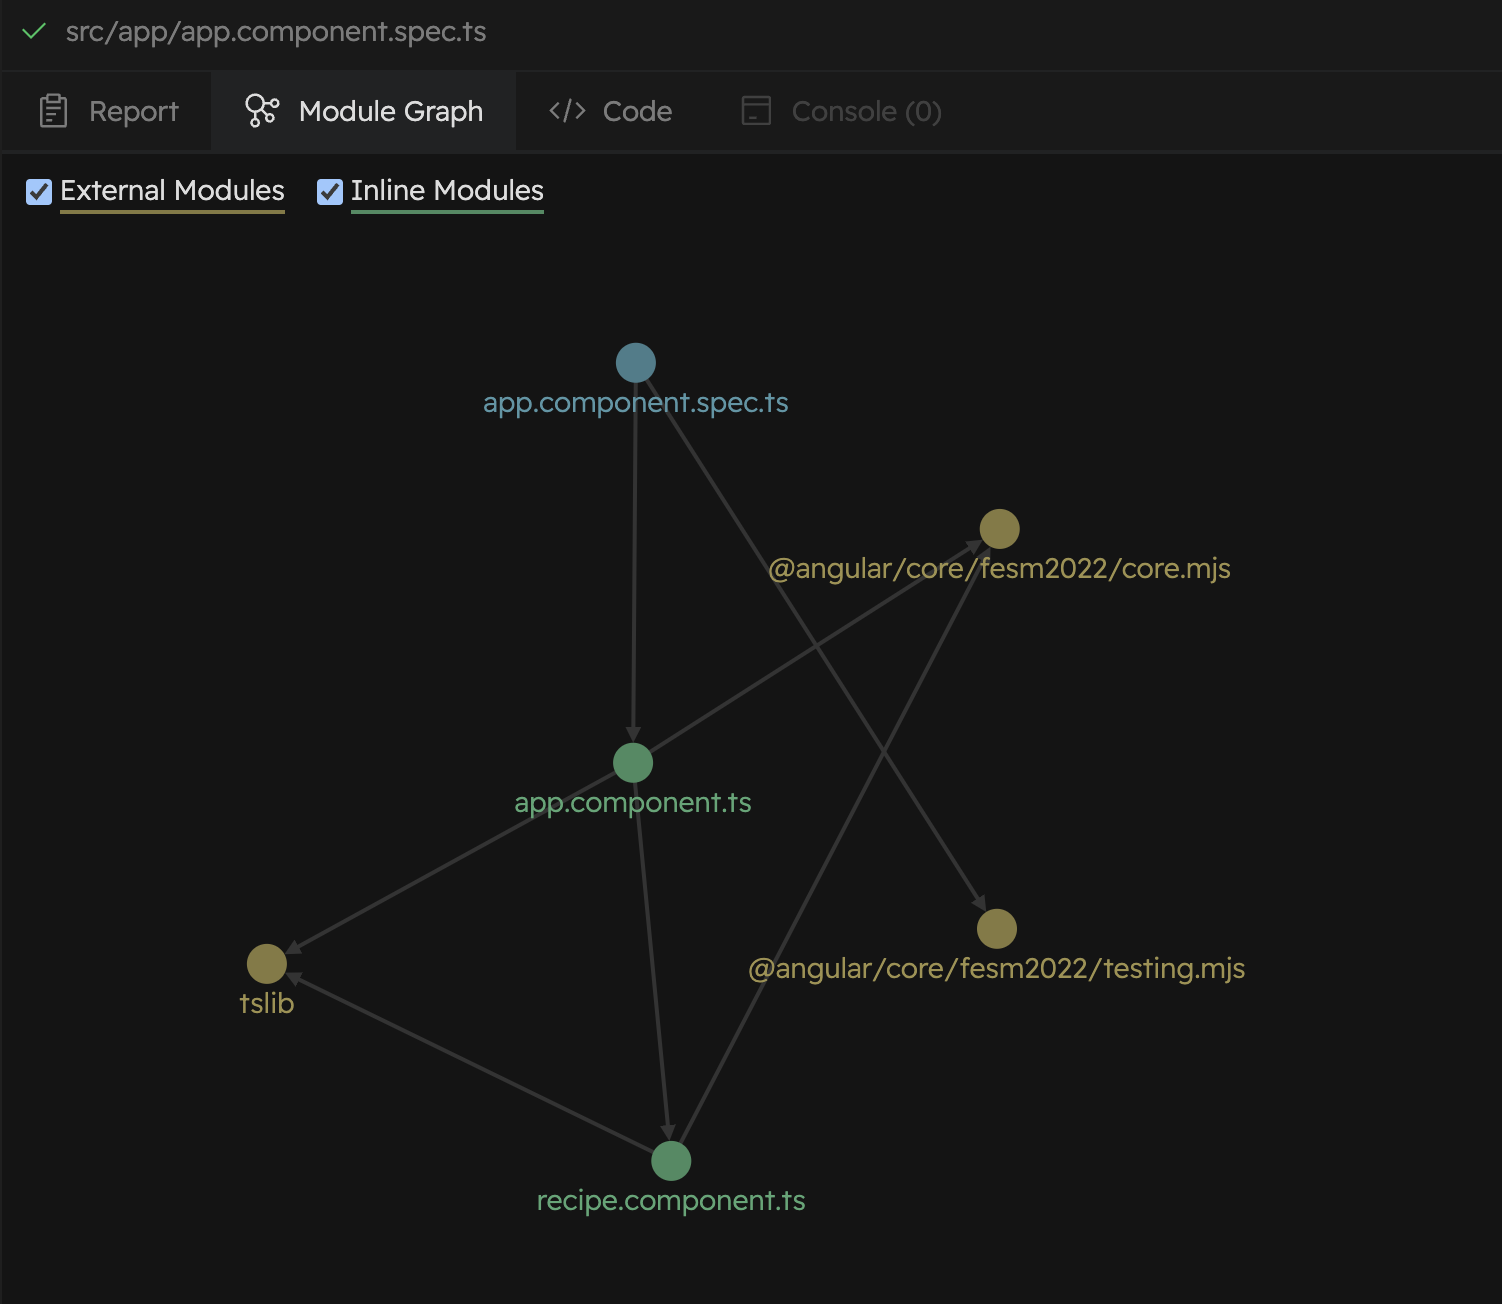 src/app/app.component.spec.ts
Report Module Graph Code Console (0)
External Modules Inline Modules
app.component.spec.ts
@angular/core/fesm2022/core.mjs
app.component.ts
@angular/core/fesm2022/testing.mjs
tslib
recipe.component.ts